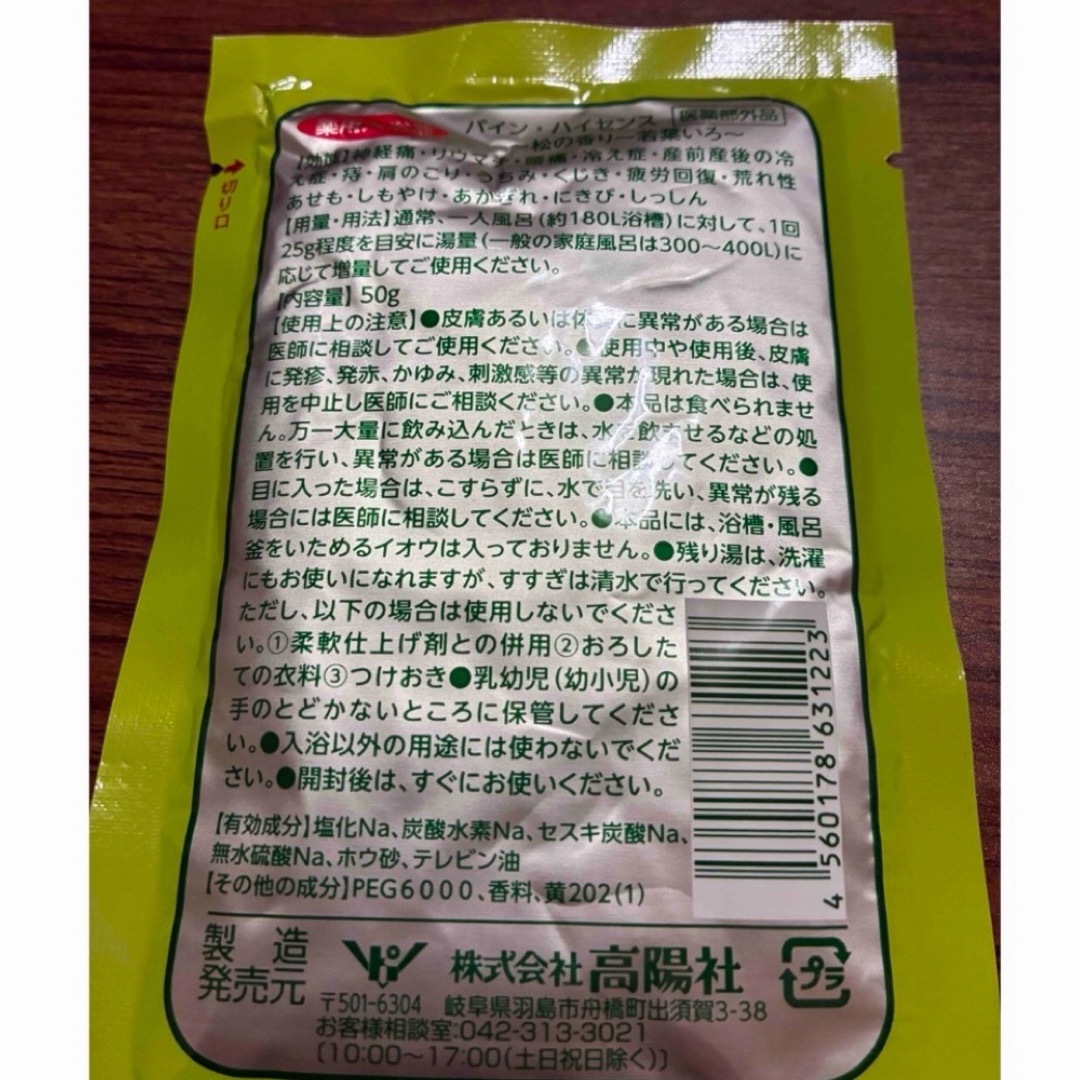 薬用
パイン・ハイセンス
医薬部外品
〜松の香り―若葉いろ〜
【効能】神経痛・リウマチ・腰痛・冷え症・産前産後の冷
え症・痔・肩のこり・うちみ・くじき・疲労回復・荒れ性
あせも・しもやけ・あかぎれ・にきび・しっしん
【用量・用法】通常、一人風呂(約180L浴槽)に対して、1回
25g程度を目安に湯量(一般の家庭風呂は300〜400L)に
応じて増量してご使用ください。
【内容量】50g
【使用上の注意】●皮膚あるいは体質に異常がある場合は
医師に相談してご使用ください。●使用中や使用後、皮膚
に発疹、発赤、かゆみ、刺激感等の異常が現れた場合は、使
用を中止し医師にご相談ください。●本品は食べられませ
ん。万一大量に飲み込んだときは、水を飲ませるなどの処
置を行い、異常がある場合は医師に相談してください。●
目に入った場合は、こすらずに、水で目を洗い、異常が残る
場合には医師に相談してください。●本品には、浴槽・風呂
釜をいためるイオウは入っておりません。●残り湯は、洗濯
にもお使いになれますが、すすぎは清水で行ってください。
ただし、以下の場合は使用しないでくださ
い。①柔軟仕上げ剤との併用②おろした
ての衣料③つけおき●乳幼児(幼小児)の
手のとどかないところに保管してくださ
い。●入浴以外の用途には使わないでくだ
さい。●開封後は、すぐにお使いください。
【有効成分】塩化Na、炭酸水素Na、セスキ炭酸Na、
無水硫酸Na、ホウ砂、テレビン油
【その他の成分】PEG6000、香料、黄202(1)
4 560178 631223
製造
発売元
株式会社 高陽社
プラ
〒501-6304 岐阜県羽島市舟橋町出須賀3-38
お客様相談室:042-313-3021
[10:00〜17:00(土日祝日除く)]
切り口